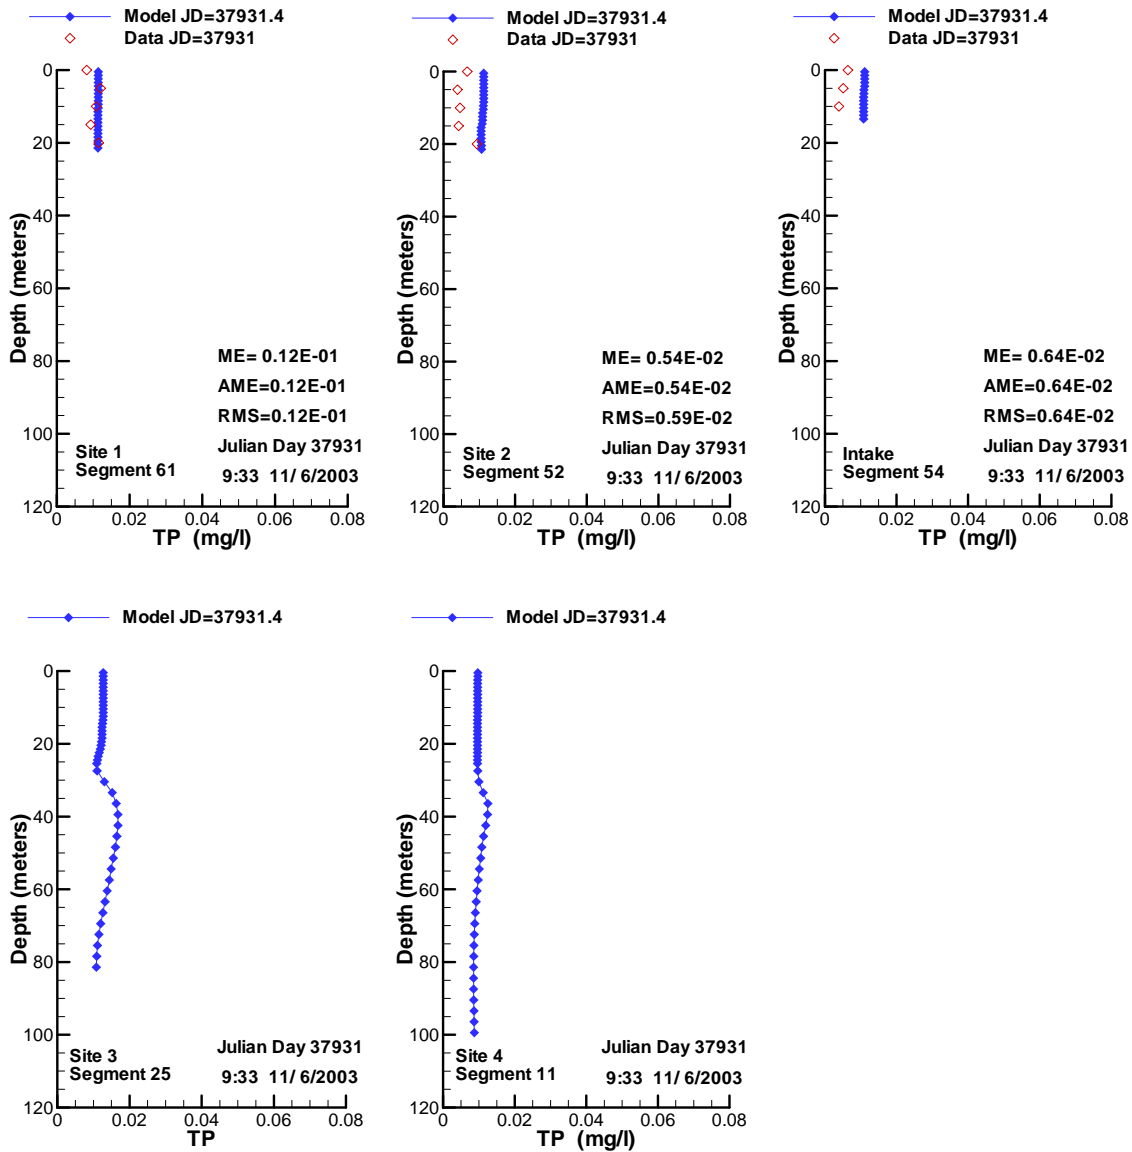 Model JD=37931.4
Data JD=37931
0
20
40
60
80
100
120
Depth (meters)
ME= 0.12E-01
AME=0.12E-01
RMS=0.12E-01
Site 1
Segment 61
Julian Day 37931
9:33 11/ 6/2003
0 0.02 0.04 0.06 0.08
TP (mg/l)
Model JD=37931.4
Data JD=37931
0
20
40
60
80
100
120
Depth (meters)
ME= 0.54E-02
AME=0.54E-02
RMS=0.59E-02
Site 2
Segment 52
Julian Day 37931
9:33 11/ 6/2003
0 0.02 0.04 0.06 0.08
TP (mg/l)
Model JD=37931.4
Data JD=37931
0
20
40
60
80
100
120
Depth (meters)
ME= 0.64E-02
AME=0.64E-02
RMS=0.64E-02
Intake
Segment 54
Julian Day 37931
9:33 11/ 6/2003
0 0.02 0.04 0.06 0.08
TP (mg/l)
Model JD=37931.4
0
20
40
60
80
100
120
Depth (meters)
Site 3
Segment 25
Julian Day 37931
9:33 11/ 6/2003
0 0.02 0.04 0.06 0.08
TP
Model JD=37931.4
0
20
40
60
80
100
120
Depth (meters)
Site 4
Segment 11
Julian Day 37931
9:33 11/ 6/2003
0 0.02 0.04 0.06 0.08
TP (mg/l)